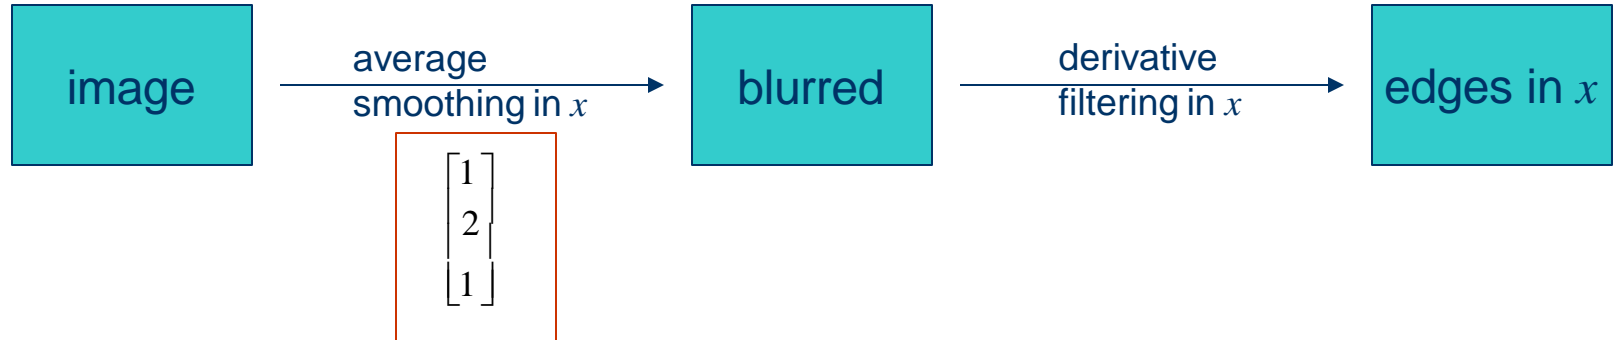 image
average
smoothing in x
blurred
derivative
filtering in x
edges in x
1
2
1